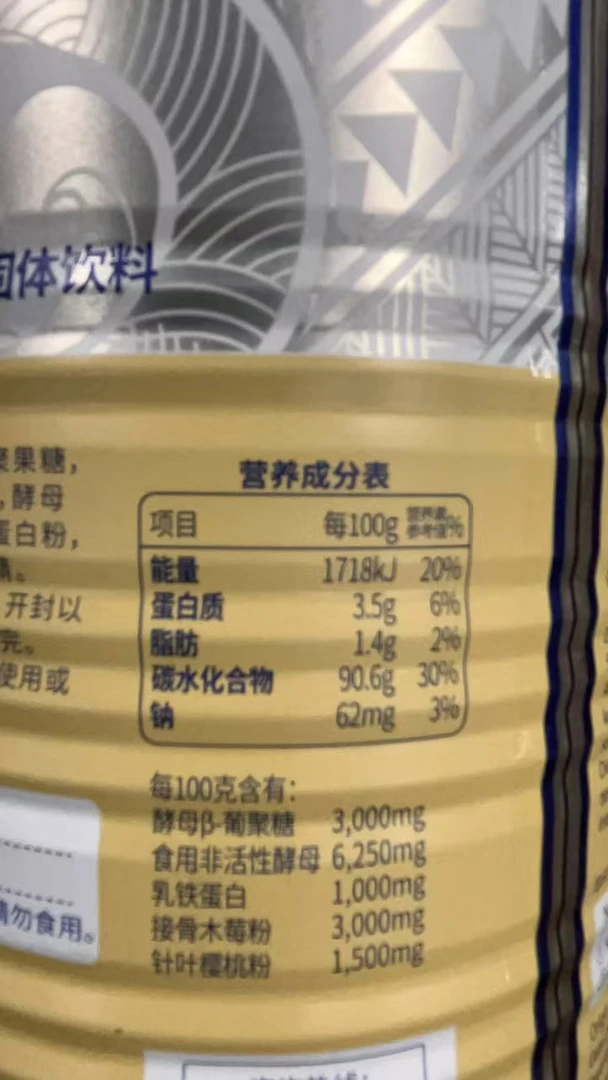 固体饮料
聚果糖，
，酵母
蛋白粉，
开封以
完。
使用或
请勿食用。
营养成分表
项目 每100g 营养素参考值%
能量 1718kJ 20%
蛋白质 3.5g 6%
脂肪 1.4g 2%
碳水化合物 90.6g 30%
钠 62mg 3%
每100克含有：
酵母β-葡聚糖 3,000mg
食用非活性酵母 6,250mg
乳铁蛋白 1,000mg
接骨木莓粉 3,000mg
针叶樱桃粉 1,500mg